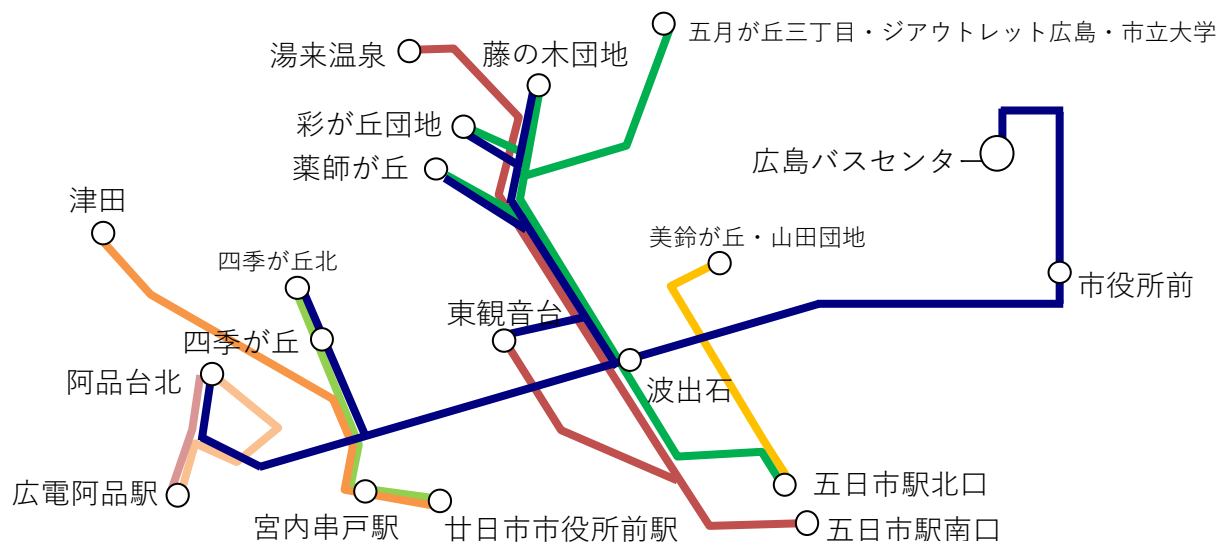 五月が丘三丁目・ジアウトレット広島・市立大学
湯来温泉
藤の木団地
彩が丘団地
広島バスセンター
薬師が丘
津田
美鈴が丘・山田団地
四季が丘北
市役所前
東観音台
四季が丘
阿品台北
波出石
広電阿品駅
五日市駅北口
宮内串戸駅
廿日市市役所前駅
五日市駅南口